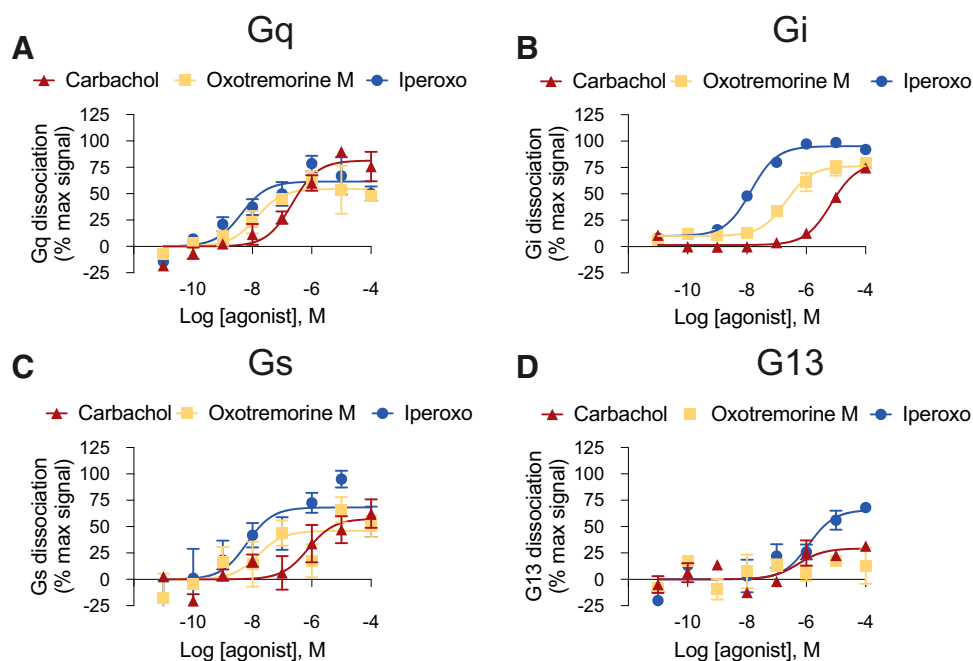 A
Gq
Carbachol Oxotremorine M Iperoxo
125
100
75
50
25
0
-25
Gq dissociation
(% max signal)
-10 -8 -6 -4
Log [agonist], M
B
Gi
Carbachol Oxotremorine M Iperoxo
125
100
75
50
25
0
-25
Gi dissociation
(% max signal)
-10 -8 -6 -4
Log [agonist], M
C
Gs
Carbachol Oxotremorine M Iperoxo
125
100
75
50
25
0
-25
Gs dissociation
(% max signal)
-10 -8 -6 -4
Log [agonist], M
D
G13
Carbachol Oxotremorine M Iperoxo
125
100
75
50
25
0
-25
G13 dissociation
(% max signal)
-10 -8 -6 -4
Log [agonist], M